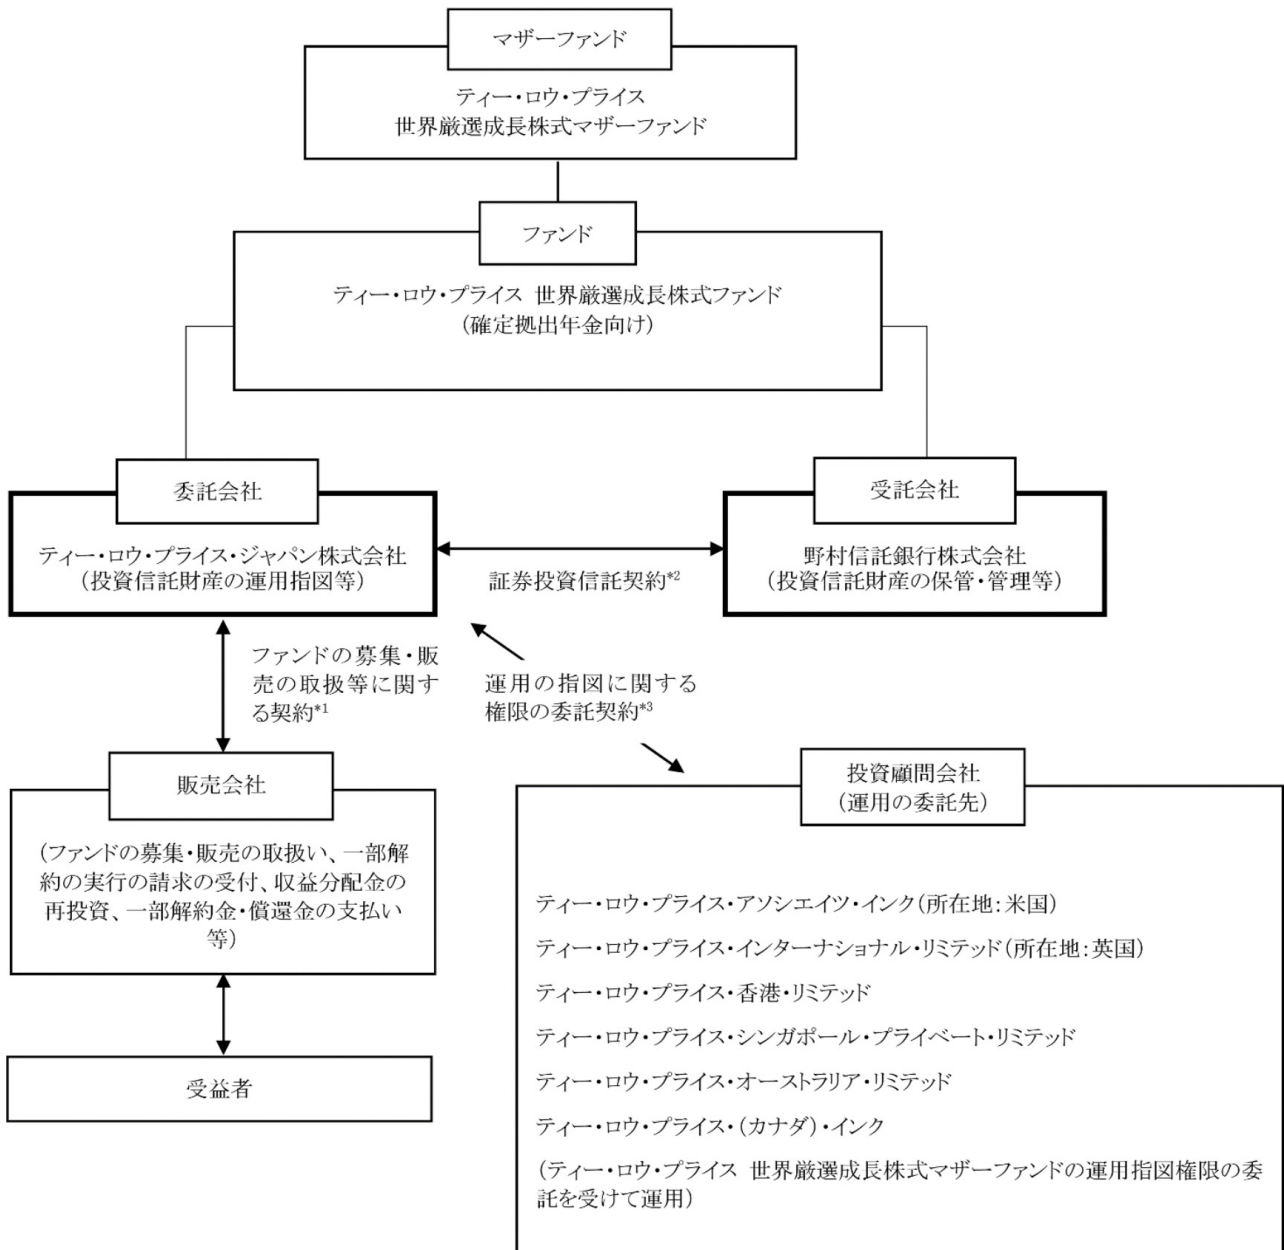 マザーファンド
ティー・ロウ・プライス
世界厳選成長株式マザーファンド
ファンド
ティー・ロウ・プライス 世界厳選成長株式ファンド
(確定拠出年金向け)
委託会社
ティー・ロウ・プライス・ジャパン株式会社
(投資信託財産の運用指図等)
証券投資信託契約*2
受託会社
野村信託銀行株式会社
(投資信託財産の保管・管理等)
ファンドの募集・販
売の取扱等に関す
る契約*1
運用の指図に関する
権限の委託契約*3
販売会社
(ファンドの募集・販売の取扱い、一部解
約の実行の請求の受付、収益分配金の
再投資、一部解約金・償還金の支払い
等)
受益者
投資顧問会社
(運用の委託先)
ティー・ロウ・プライス・アソシエイツ・インク(所在地:米国)
ティー・ロウ・プライス・インターナショナル・リミテッド(所在地:英国)
ティー・ロウ・プライス・香港・リミテッド
ティー・ロウ・プライス・シンガポール・プライベート・リミテッド
ティー・ロウ・プライス・オーストラリア・リミテッド
ティー・ロウ・プライス・(カナダ)・インク
(ティー・ロウ・プライス 世界厳選成長株式マザーファンドの運用指図権限の委
託を受けて運用)